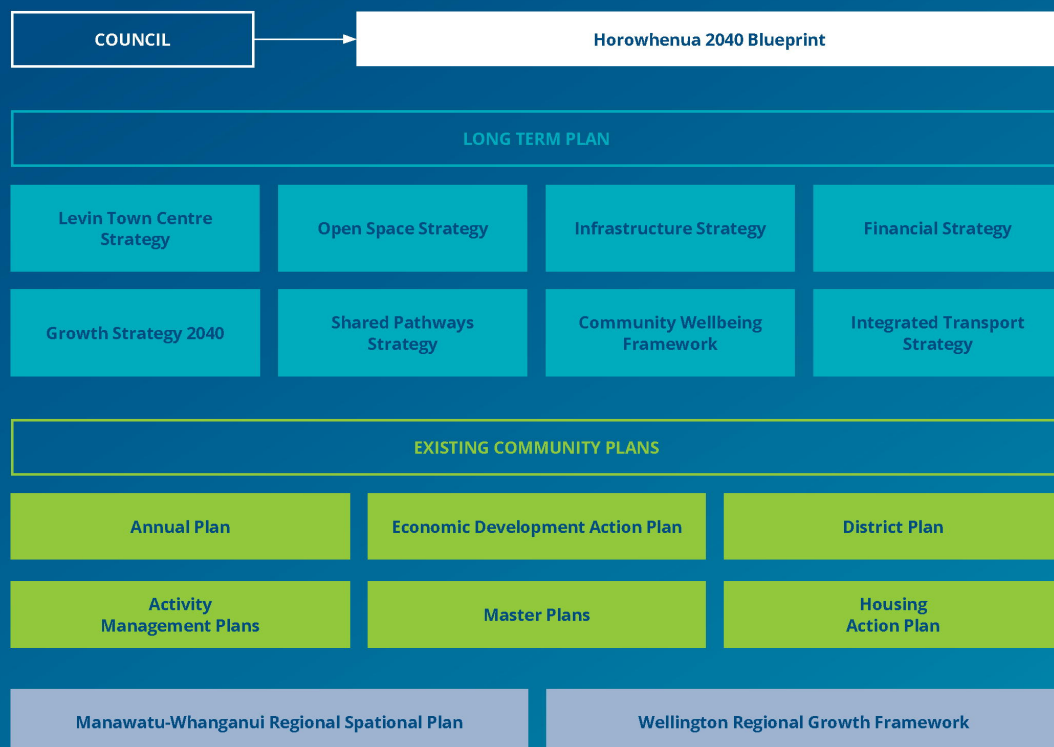 COUNCIL
Horowhenua 2040 Blueprint
LONG TERM PLAN
Levin Town Centre
Strategy
Open Space Strategy
Infrastructure Strategy
Financial Strategy
Growth Strategy 2040
Shared Pathways
Strategy
Community Wellbeing
Framework
Integrated Transport
Strategy
EXISTING COMMUNITY PLANS
Annual Plan
Economic Development Action Plan
District Plan
Activity
Management Plans
Master Plans
Housing
Action Plan
Manawatu-Whanganui Regional Spational Plan
Wellington Regional Growth Framework